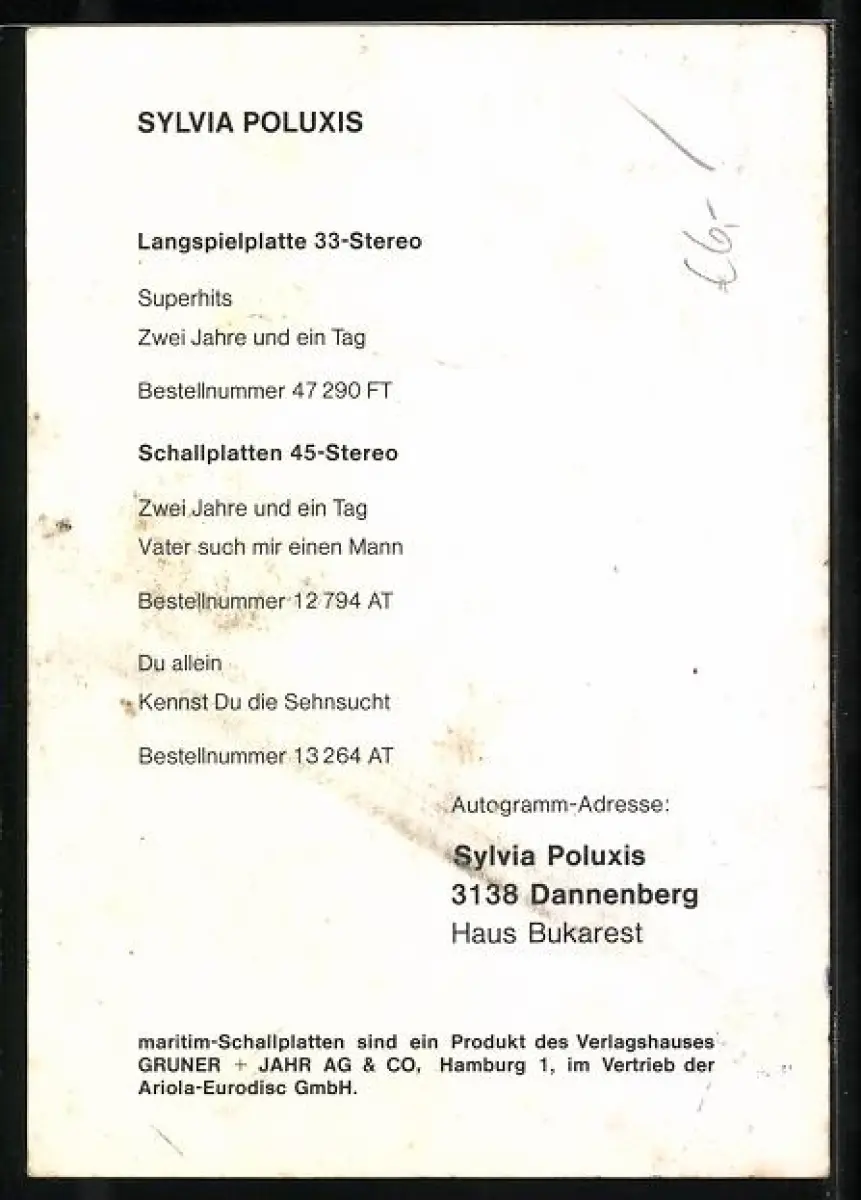 SYLVIA POLUXIS
Langspielplatte 33-Stereo
Superhits
Zwei Jahre und ein Tag
Bestellnummer 47 290 FT
Schallplatten 45-Stereo
Zwei Jahre und ein Tag
Vater such mir einen Mann
Bestellnummer 12 794 AT
Du allein
Kennst Du die Sehnsucht
Bestellnummer 13 264 AT
€6,-
Autogramm-Adresse:
Sylvia Poluxis
3138 Dannenberg
Haus Bukarest
maritim-Schallplatten sind ein Produkt des Verlagshauses
GRUNER + JAHR AG & CO, Hamburg 1, im Vertrieb der
Ariola-Eurodisc GmbH.